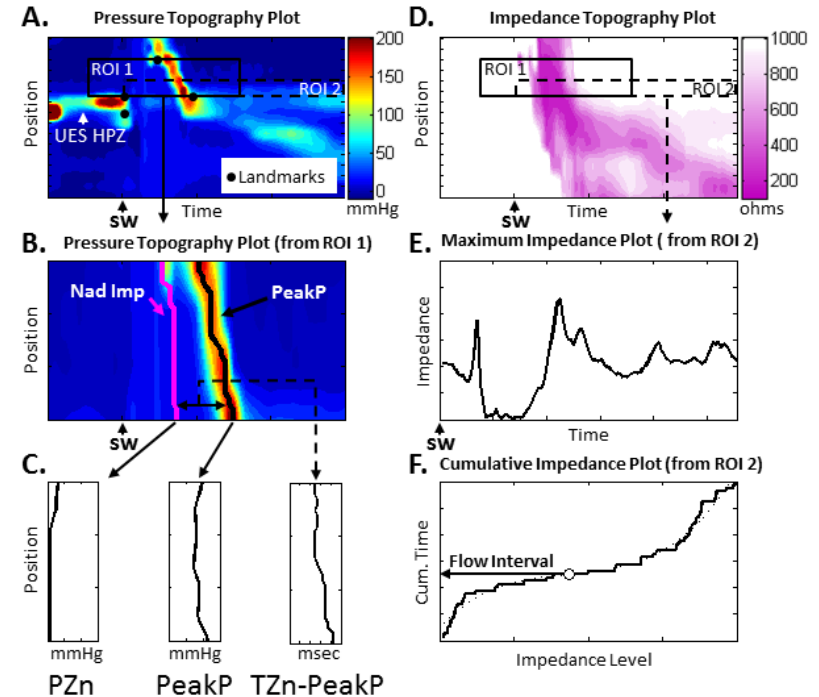 A. Pressure Topography Plot
ROI 1
ROI 2
UES HPZ
Landmarks
Position
SW
Time
200
150
100
50
0
mmHg
D. Impedance Topography Plot
ROI 1
ROI 2
Position
SW
Time
1000
800
600
400
200
ohms
B. Pressure Topography Plot (from ROI 1)
Nad Imp
PeakP
Position
SW
E. Maximum Impedance Plot ( from ROI 2)
Impedance
SW
Time
C.
Position
mmHg
mmHg
msec
PZn
PeakP
TZn-PeakP
F. Cumulative Impedance Plot (from ROI 2)
Flow Interval
Cum. Time
Impedance Level